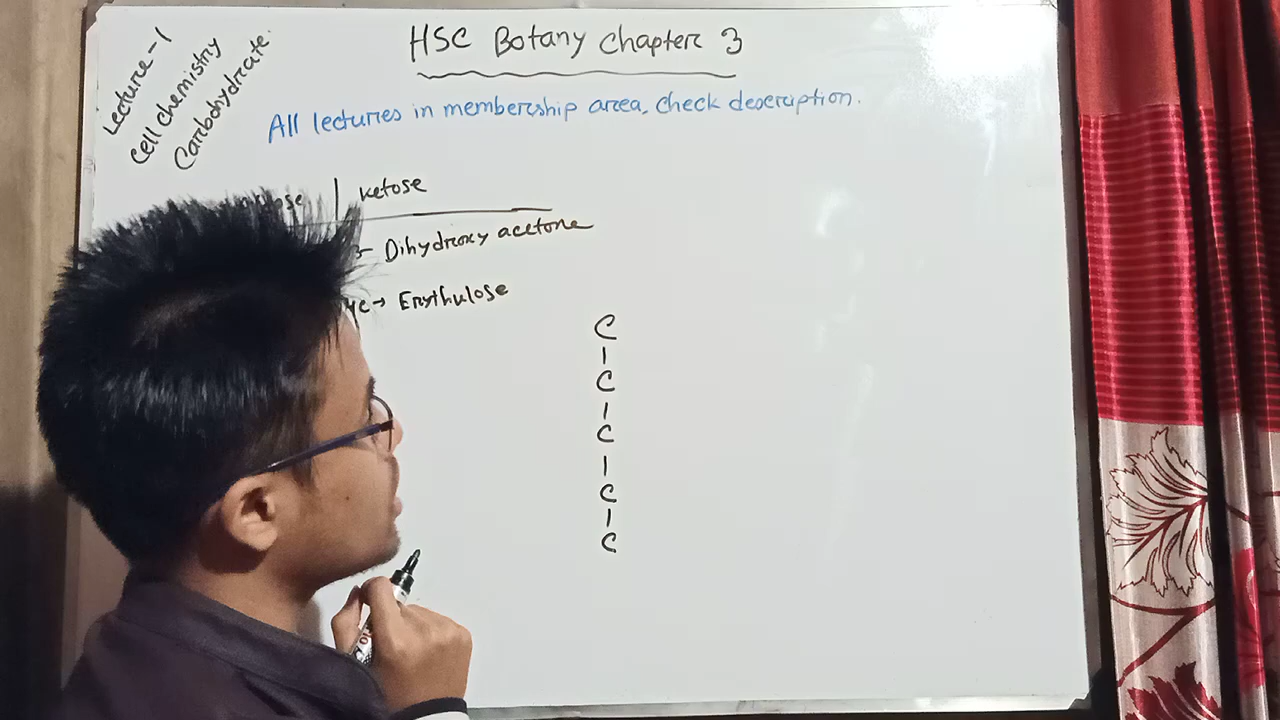 Lecture-1
Cell chemistry
Carbohydrate.
HSC Botany Chapter 3
All lectures in membership area, check description.
ketose
Dihydroxy acetone
4c→ Erythulose
C
C
C
C
C